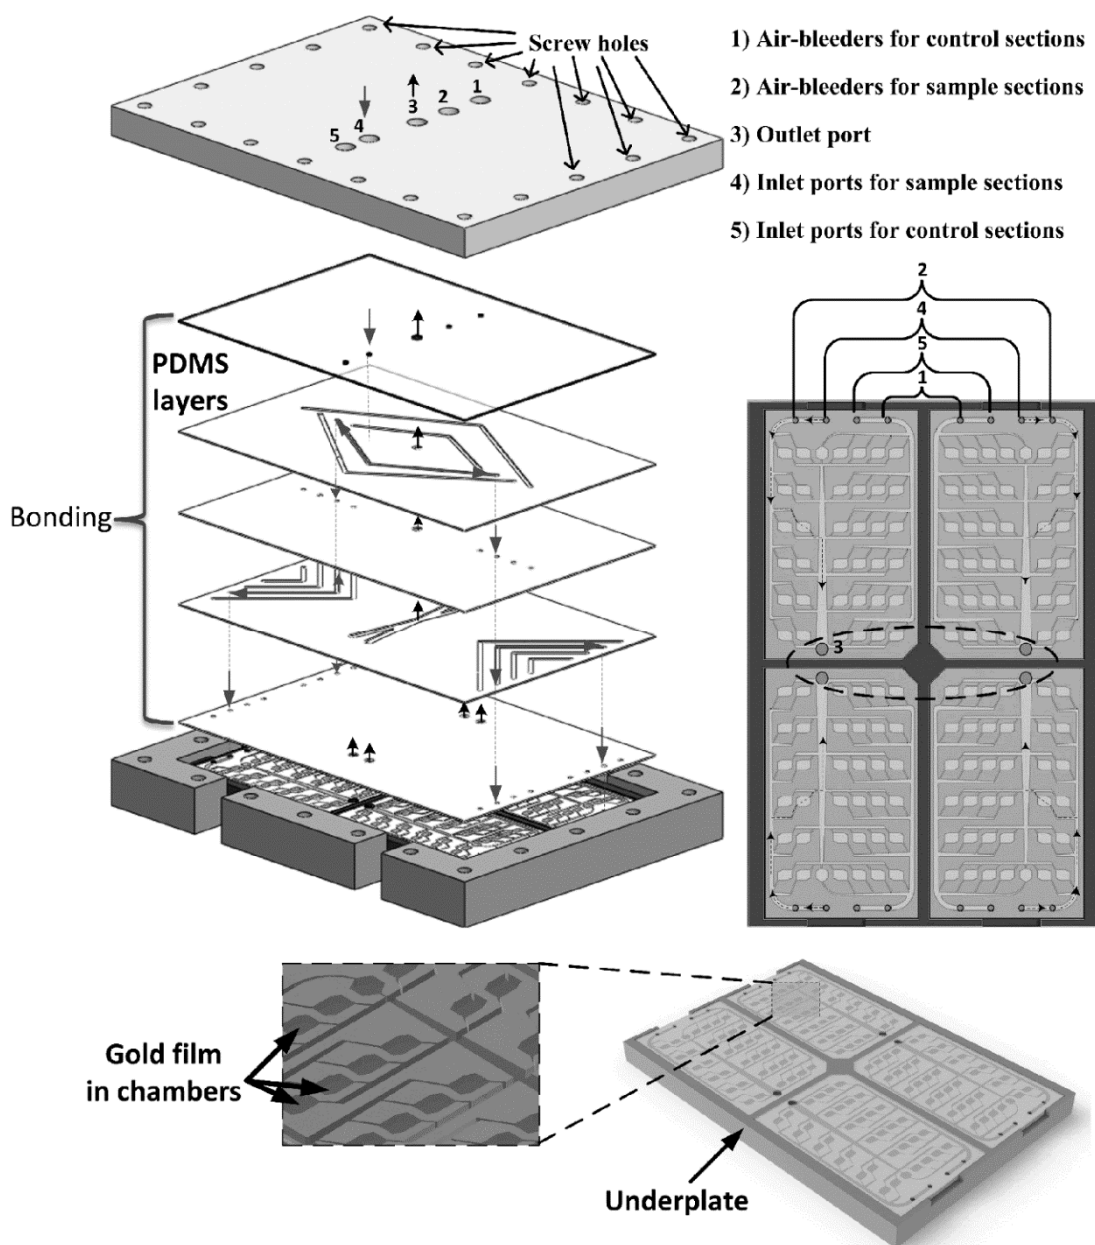 Screw holes
1
2
3
4
5
1) Air-bleeders for control sections
2) Air-bleeders for sample sections
3) Outlet port
4) Inlet ports for sample sections
5) Inlet ports for control sections
PDMS
layers
Bonding
2
4
5
1
3
Gold film
in chambers
Underplate